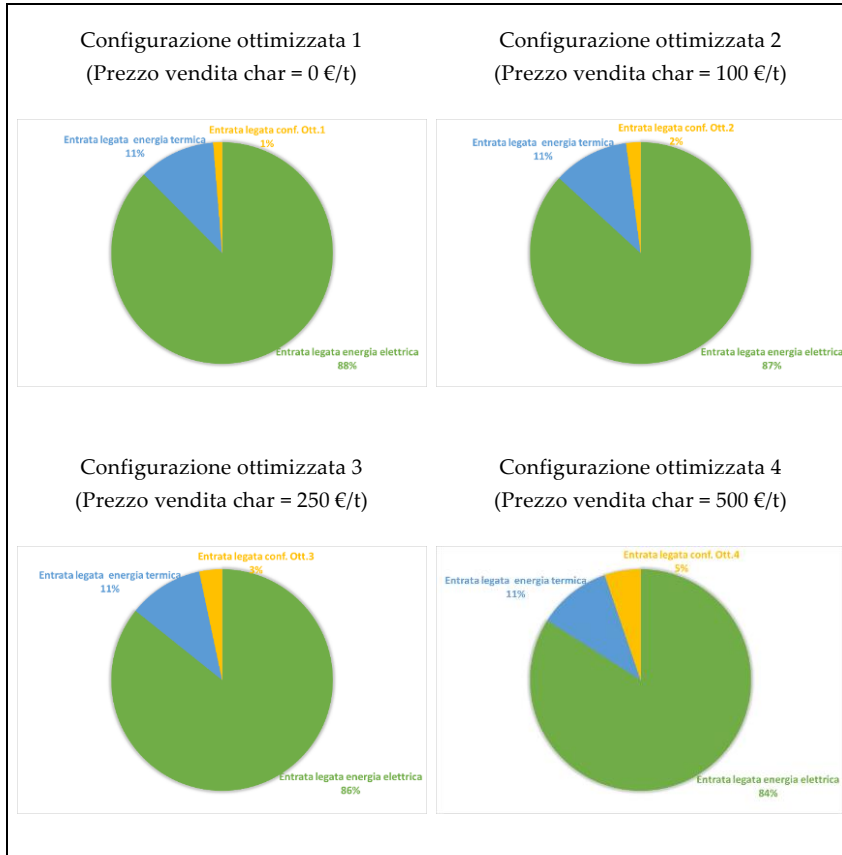 Configurazione ottimizzata 1
(Prezzo vendita char = 0 €/t)
Entrata legata conf. Ott.1
1%
Entrata legata energia termica
11%
Entrata legata energia elettrica
88%
Configurazione ottimizzata 2
(Prezzo vendita char = 100 €/t)
Entrata legata conf. Ott.2
2%
Entrata legata energia termica
11%
Entrata legata energia elettrica
87%
Configurazione ottimizzata 3
(Prezzo vendita char = 250 €/t)
Entrata legata conf. Ott.3
3%
Entrata legata energia termica
11%
Entrata legata energia elettrica
86%
Configurazione ottimizzata 4
(Prezzo vendita char = 500 €/t)
Entrata legata conf. Ott.4
5%
Entrata legata energia termica
11%
Entrata legata energia elettrica
84%